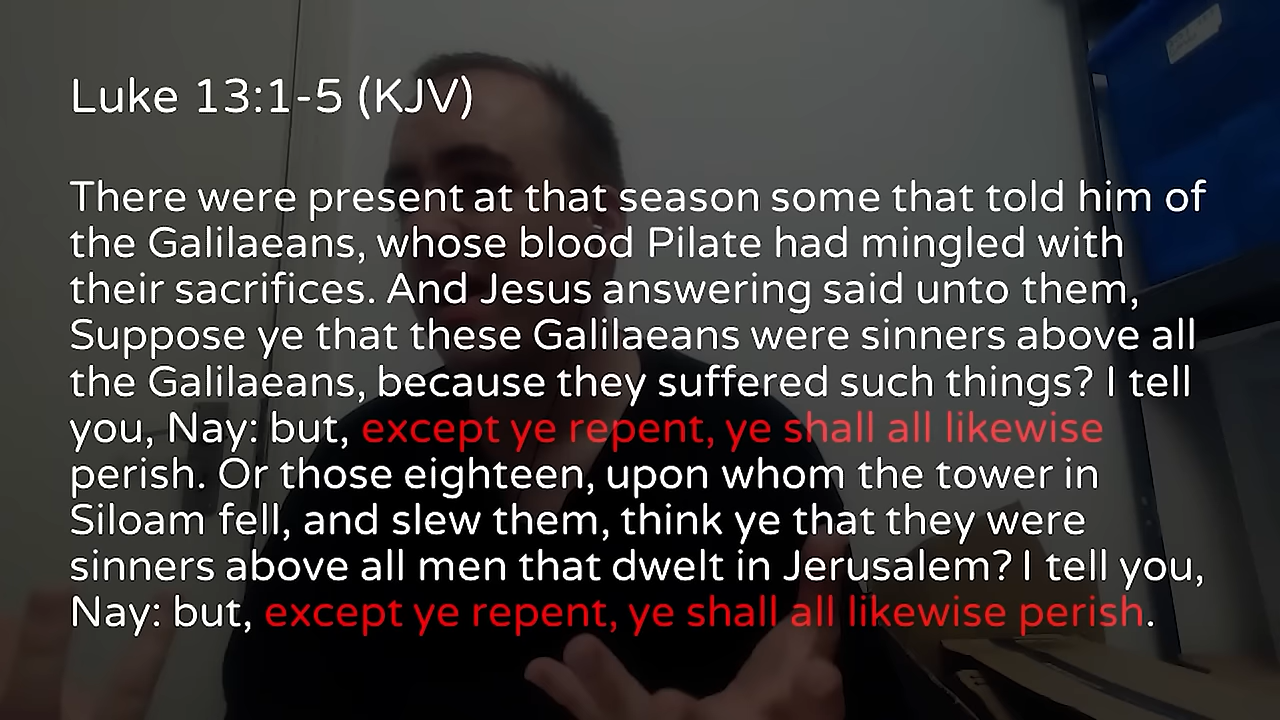 Luke 13:1-5 (KJV)
There were present at that season some that told him of
the Galilaeans, whose blood Pilate had mingled with
their sacrifices. And Jesus answering said unto them,
Suppose ye that these Galilaeans were sinners above all
the Galilaeans, because they suffered such things? I tell
you, Nay: but, except ye repent, ye shall all likewise
perish. Or those eighteen, upon whom the tower in
Siloam fell, and slew them, think ye that they were
sinners above all men that dwelt in Jerusalem? I tell you,
Nay: but, except ye repent, ye shall all likewise perish.